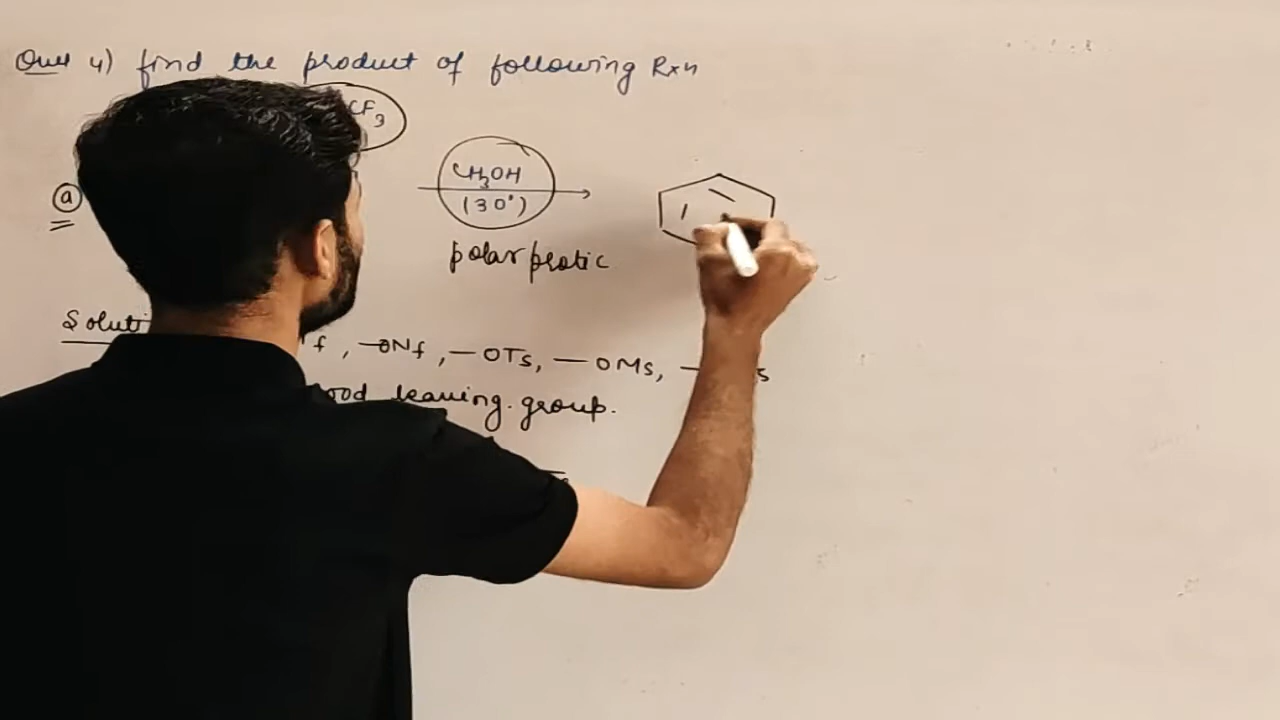 Ques 4) find the product of following Rxn
CF3
(a)
CH3OH
(30°)
polar protic
Soluti
f, -ONf, -OTs, -OMs, - s
ood leaving group.